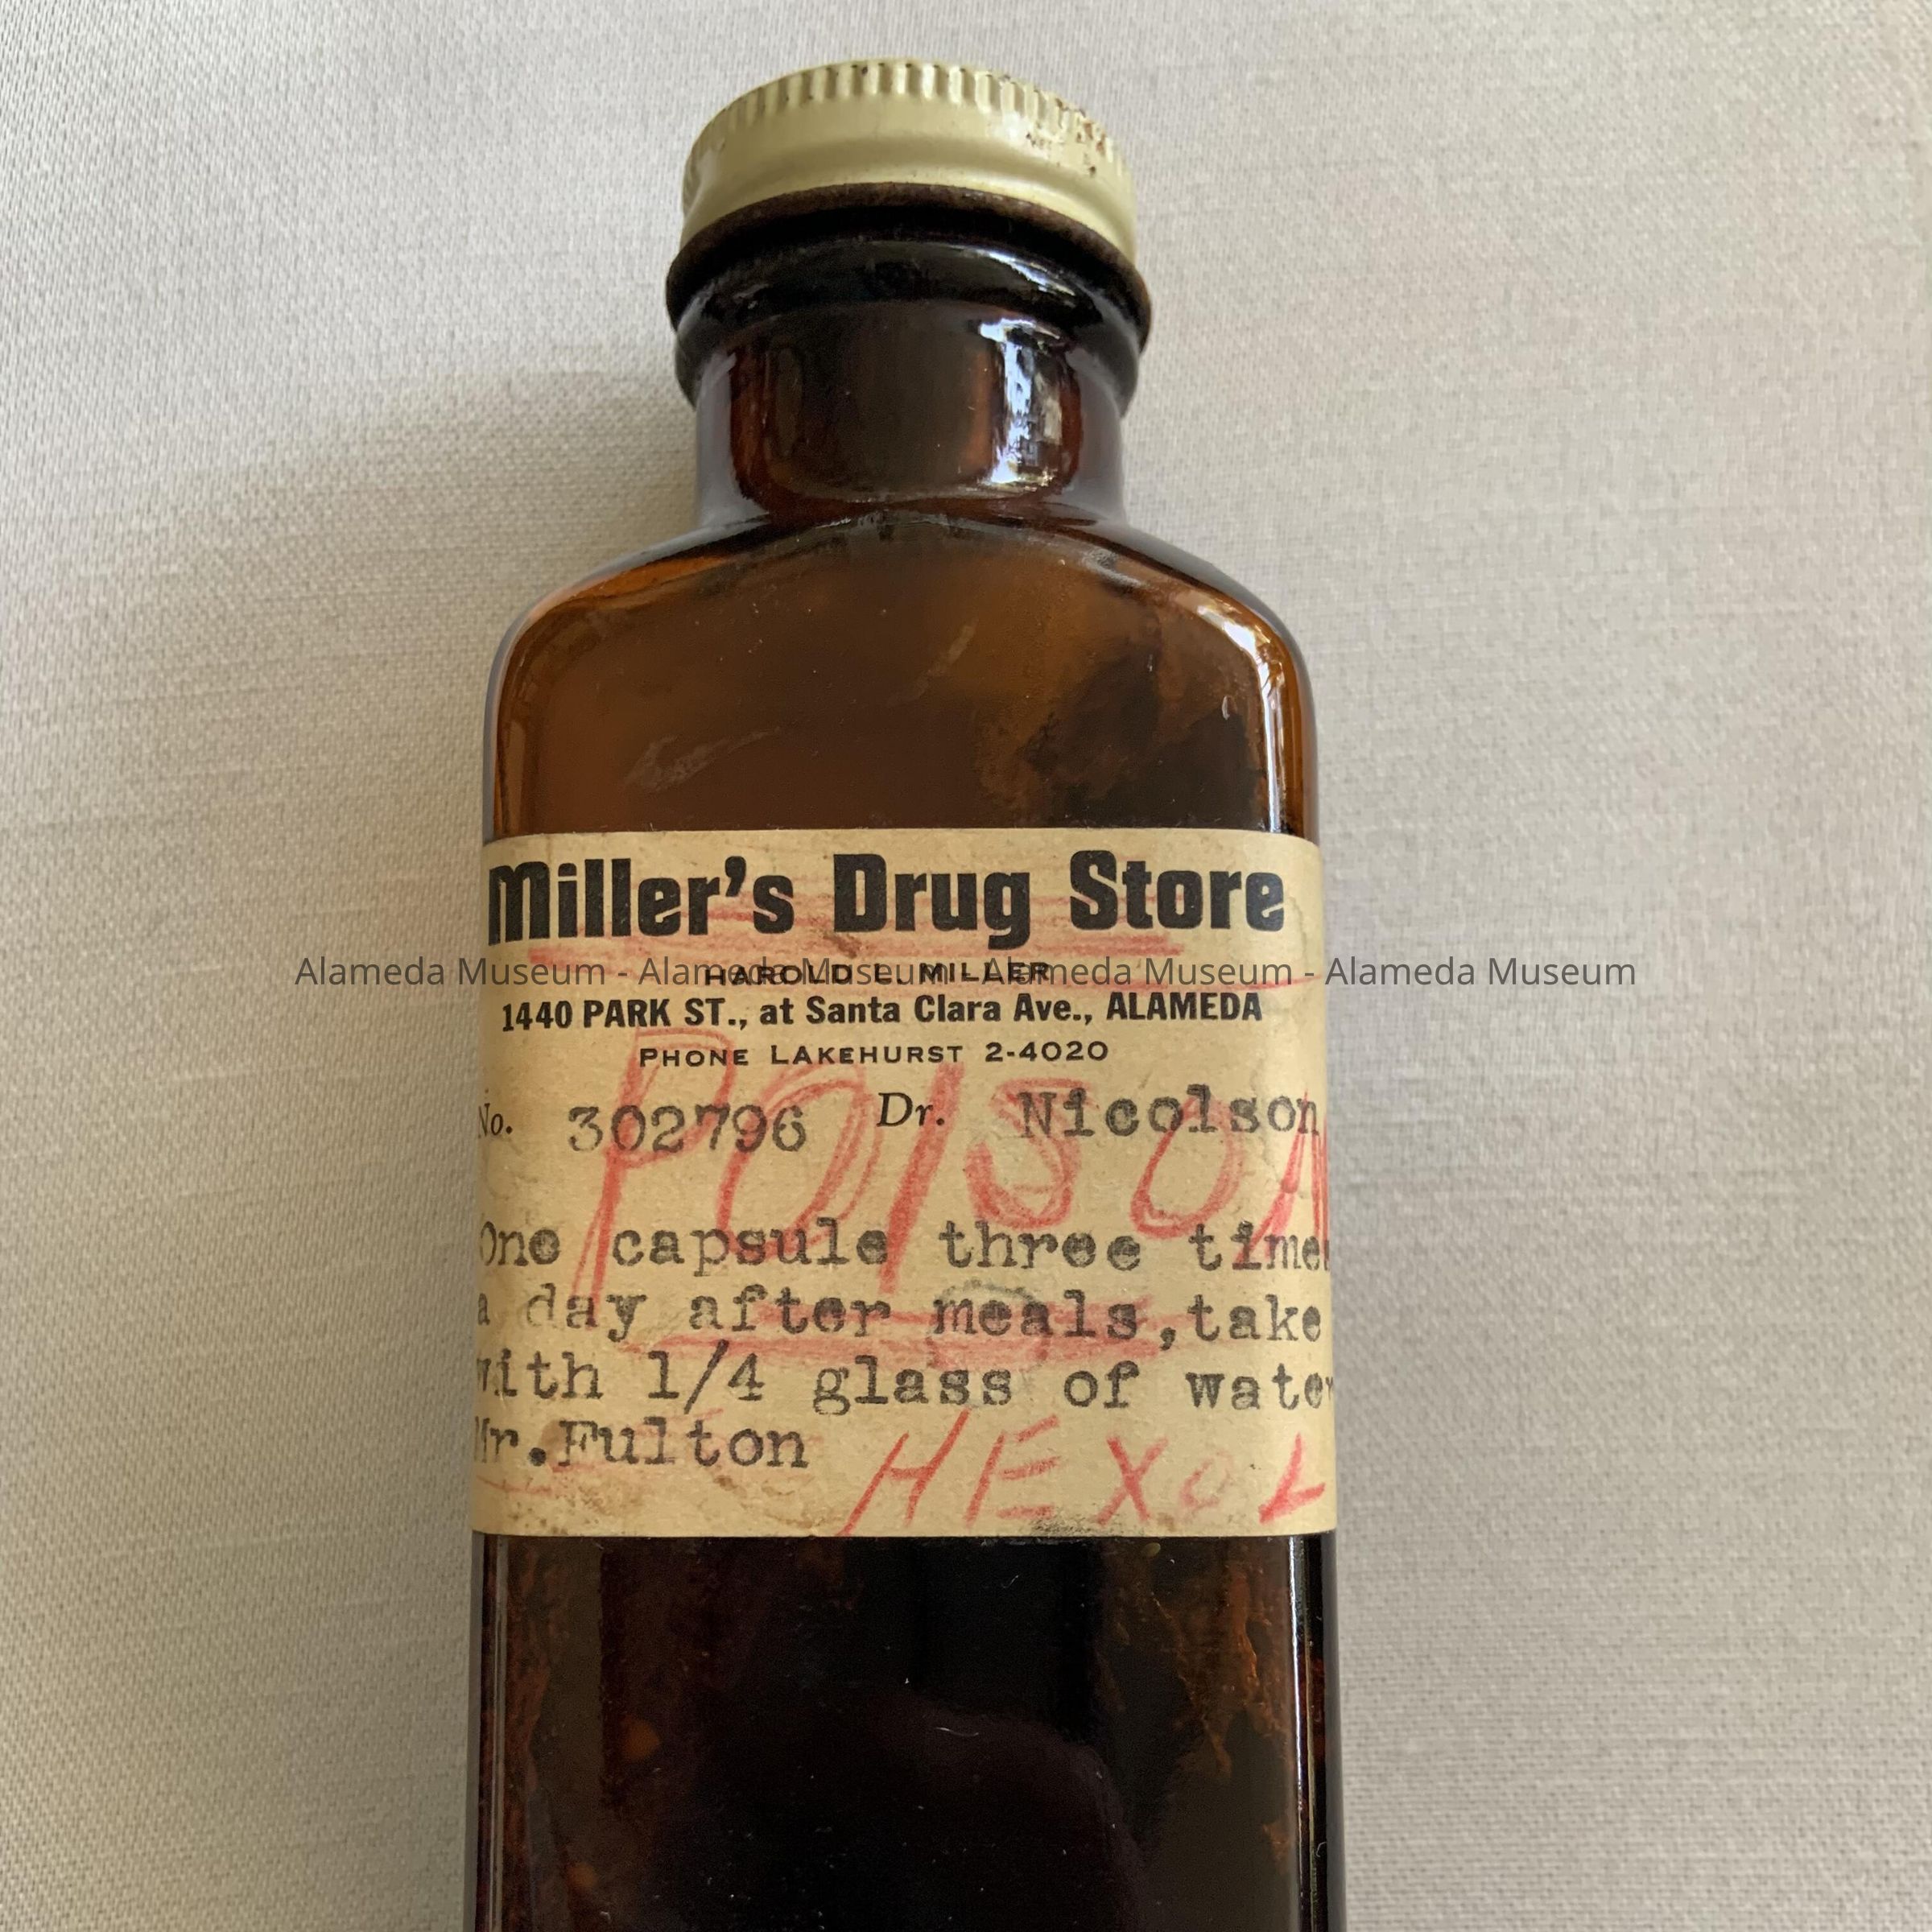 Miller's Drug Store
HAROLD L. MILLER
Alameda Museum - Alameda Museum - Alameda Museum - Alameda Museum
1440 PARK ST., at Santa Clara Ave., ALAMEDA
PHONE LAKEHURST 2-4020
No. 302796 Dr. Nicolson
POISON
One capsule three times
a day after meals,take
with 1/4 glass of water
Mr.Fulton
HEXOL